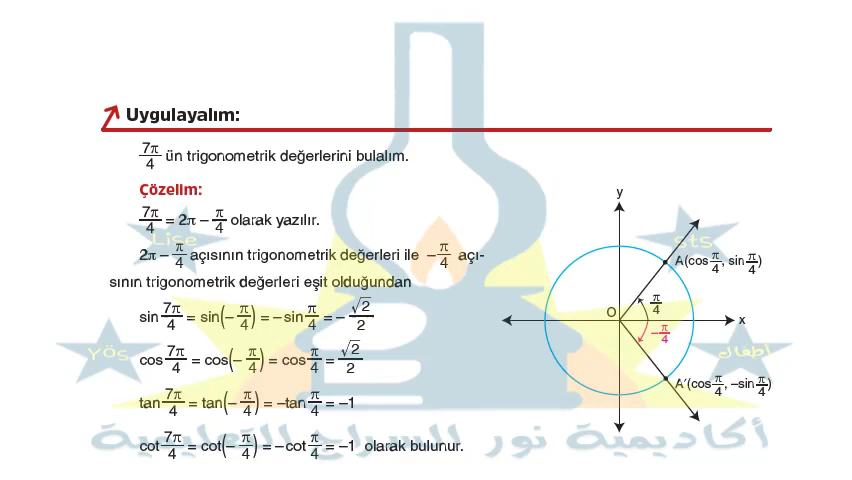 Uygulayalım:
7π/4 ün trigonometrik değerlerini bulalım.
Çözelim:
7π/4 = 2π − π/4 olarak yazılır.
2π − π/4 açısının trigonometrik değerleri ile −π/4 açı-
sının trigonometrik değerleri eşit olduğundan
sin 7π/4 = sin(−π/4) = −sin π/4 = −√2/2
cos 7π/4 = cos(−π/4) = cos π/4 = √2/2
tan 7π/4 = tan(−π/4) = −tan π/4 = −1
cot 7π/4 = cot(−π/4) = −cot π/4 = −1 olarak bulunur.
y
A(cos π/4, sin π/4)
π/4
O
x
−π/4
A′(cos π/4, −sin π/4)
Lise
sts
Yös
أطفال
أكاديمية نور السراج التعليمية